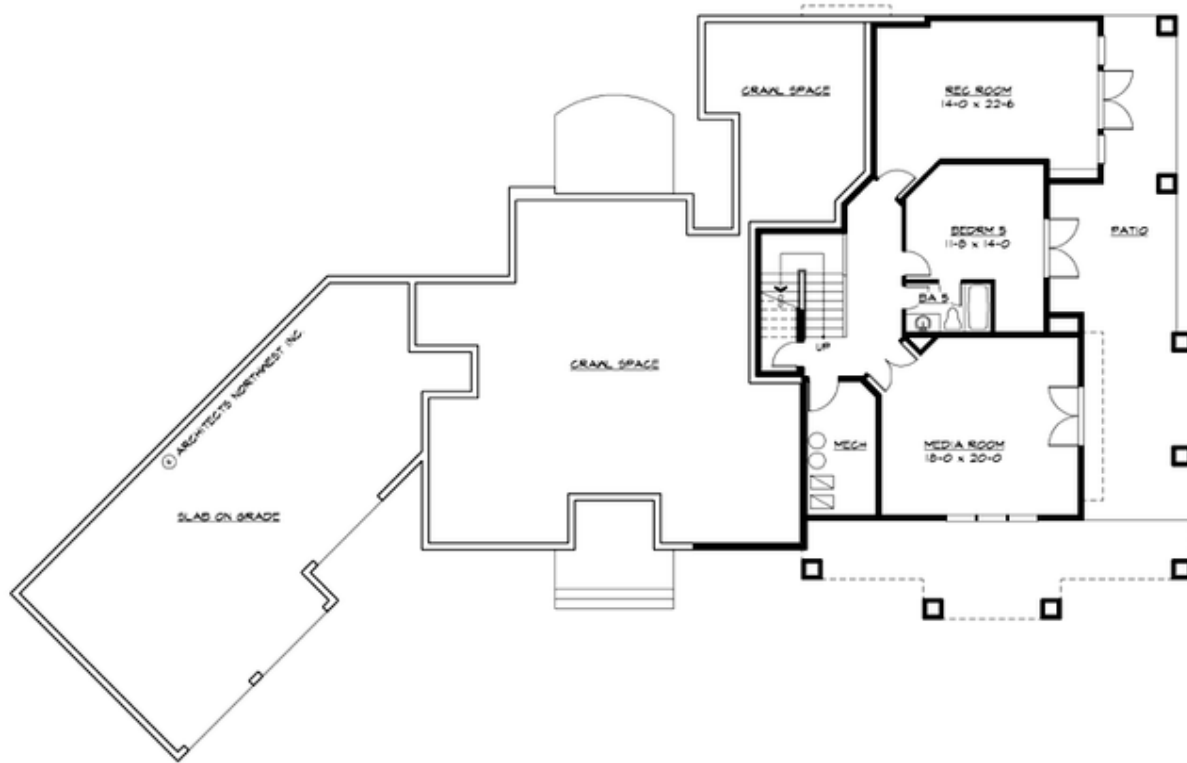 CRAWL SPACE
REC ROOM
14-0 x 22-6
BEDRM 5
11-8 x 14-0
PATIO
BA 5
UP
CRAWL SPACE
© ARCHITECTS NORTHWEST INC.
MECH
MEDIA ROOM
18-0 x 20-0
SLAB ON GRADE